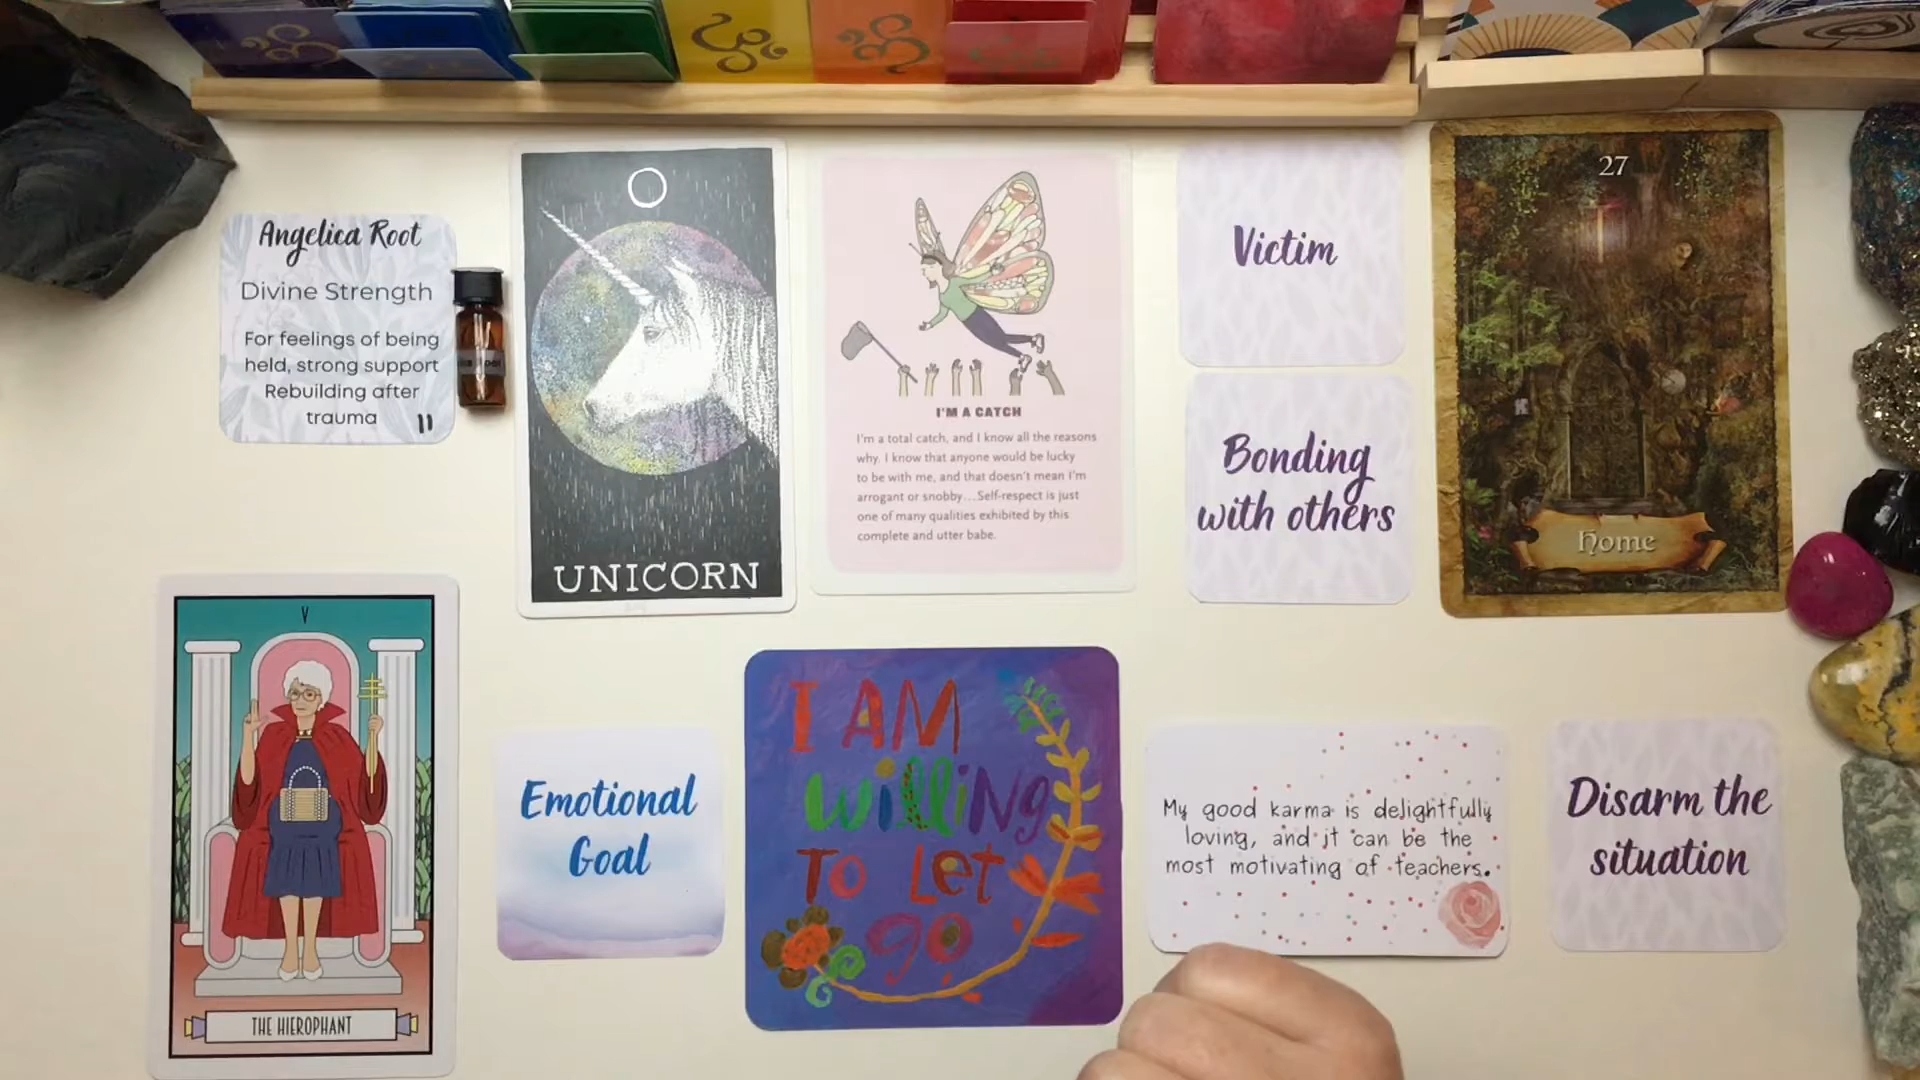 Angelica Root
Divine Strength
For feelings of being
held, strong support
Rebuilding after
trauma
11
O
UNICORN
I'M A CATCH
I'm a total catch, and I know all the reasons
why. I know that anyone would be lucky
to be with me, and that doesn't mean I'm
arrogant or snobby...Self-respect is just
one of many qualities exhibited by this
complete and utter babe.
Victim
Bonding
with others
27
Home
V
THE HIEROPHANT
Emotional
Goal
I AM
williNg
To Let
go
My good karma is delightfully
loving, and it can be the
most motivating of teachers.
Disarm the
situation